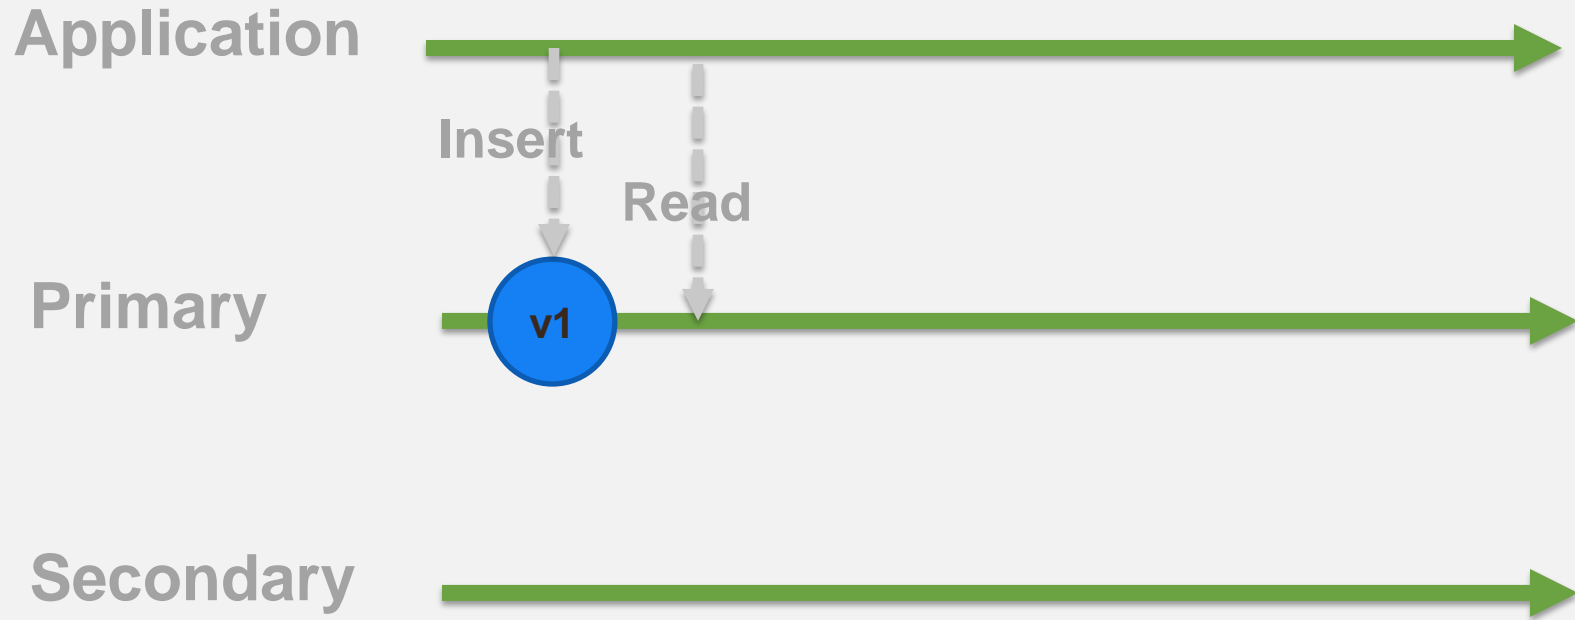 Application
Insert
Read
Primary
v1
Secondary